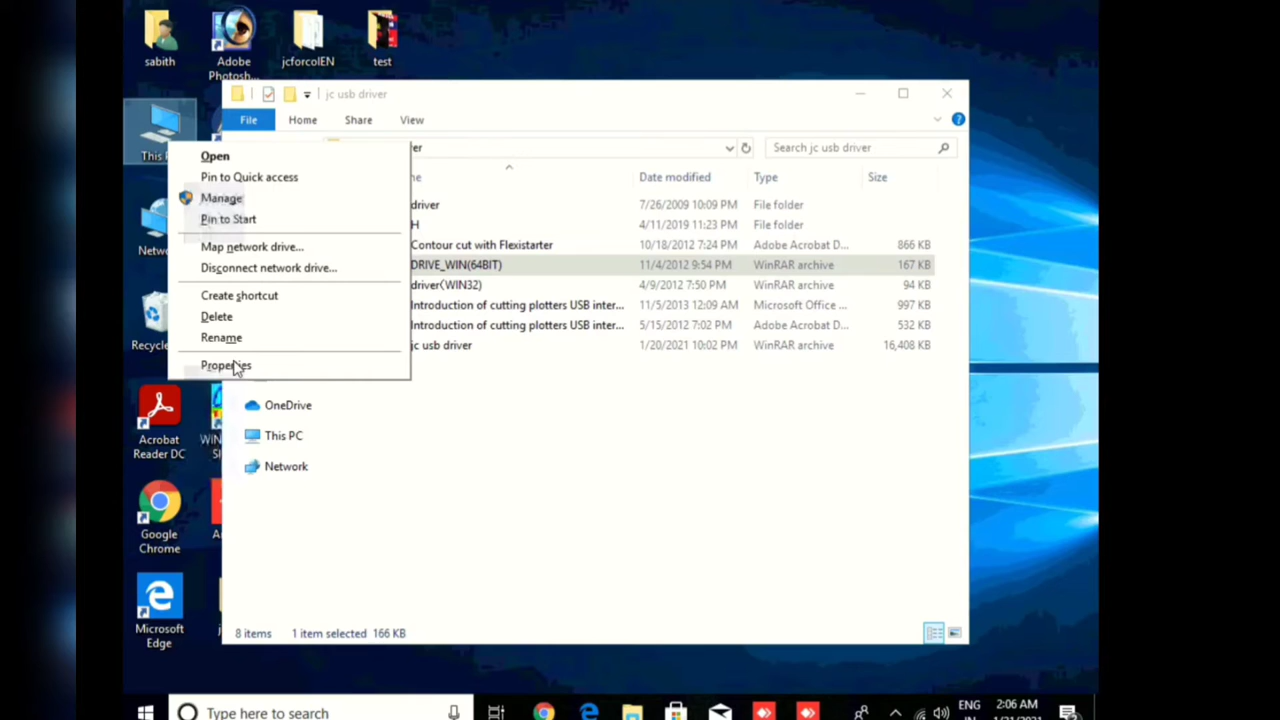 sabith
Adobe
Photosh...
jcforcolEN
test
jc usb driver
File
Home
Share
View
This
Open
Pin to Quick access
Manage
Pin to Start
Map network drive...
Disconnect network drive...
Create shortcut
Delete
Rename
Properties
Search jc usb driver
Date modified
Type
Size
driver
7/26/2009 10:09 PM
File folder
H
4/11/2019 11:23 PM
File folder
Contour cut with Flexistarter
10/18/2012 7:24 PM
Adobe Acrobat D...
866 KB
DRIVE_WIN(64BIT)
11/4/2012 9:54 PM
WinRAR archive
167 KB
driver(WIN32)
4/9/2012 7:50 PM
WinRAR archive
94 KB
Introduction of cutting plotters USB inter...
11/5/2013 12:09 AM
Microsoft Office ...
997 KB
Introduction of cutting plotters USB inter...
5/15/2012 7:02 PM
Adobe Acrobat D...
532 KB
jc usb driver
1/20/2021 10:02 PM
WinRAR archive
16,408 KB
Netwo
Recycle
OneDrive
This PC
Network
Acrobat
Reader DC
Google
Chrome
Microsoft
Edge
8 items
1 item selected 166 KB
Type here to search
ENG
IN
2:06 AM
1/21/2021